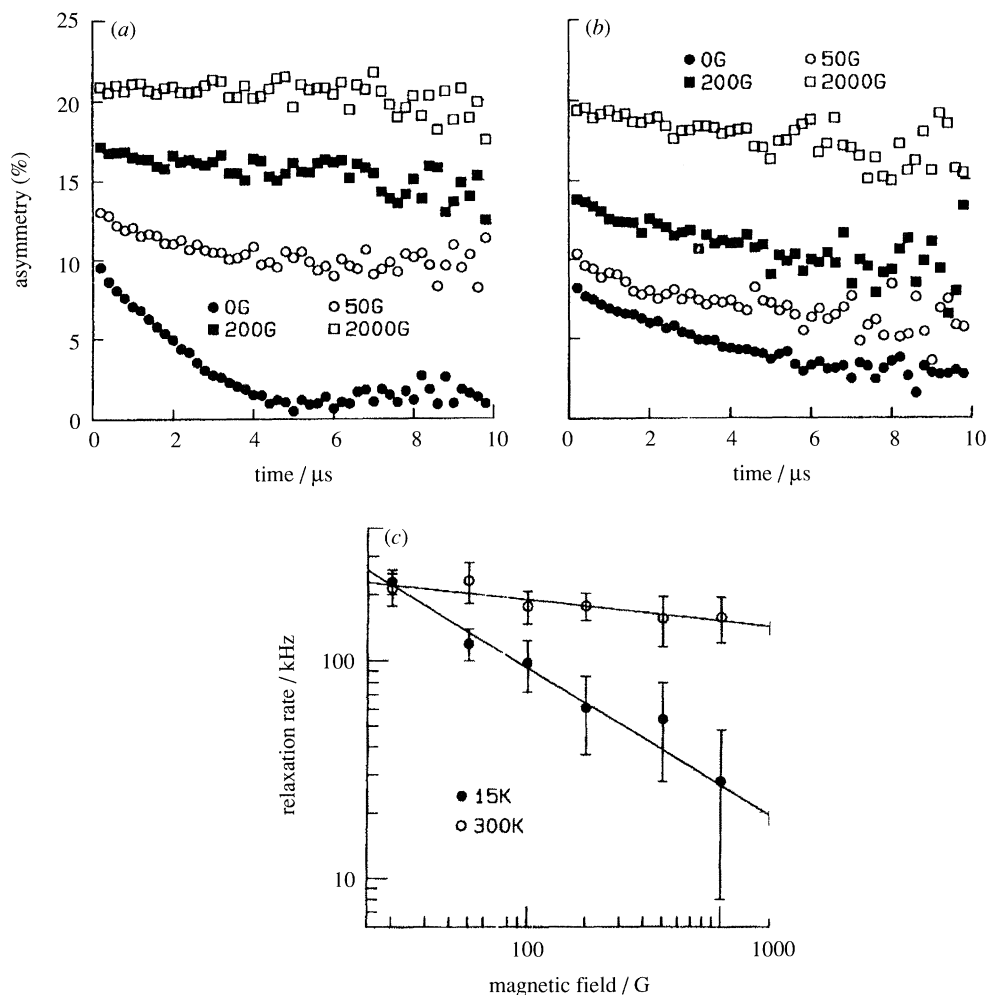 (a)
25
20
15
10
5
0
asymmetry (%)
0G 50G
200G 2000G
0 2 4 6 8 10
time / μs
(b)
0G 50G
200G 2000G
0 2 4 6 8 10
time / μs
(c)
relaxation rate / kHz
100
10
15K
300K
100 1000
magnetic field / G